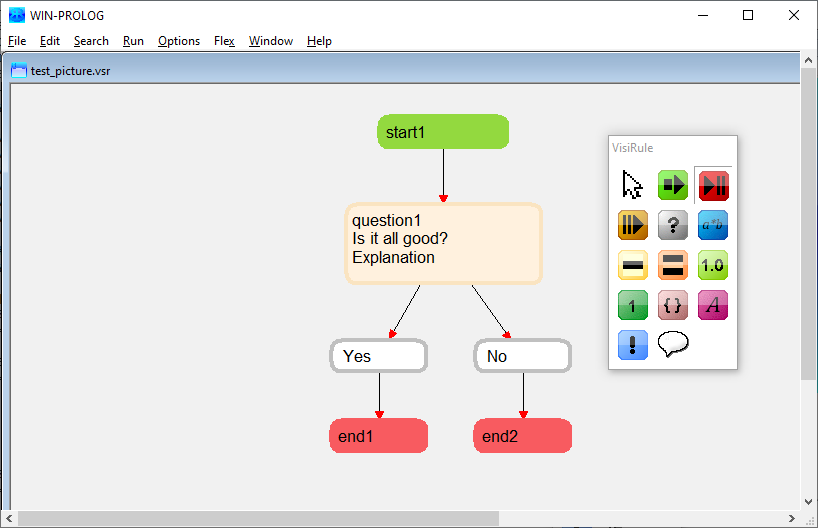 WIN-PROLOG
File Edit Search Run Options Flex Window Help
test_picture.vsr
start1
VisiRule
question1
Is it all good?
Explanation
?
a*b
1.0
1
{}
A
!
Yes
No
end1
end2